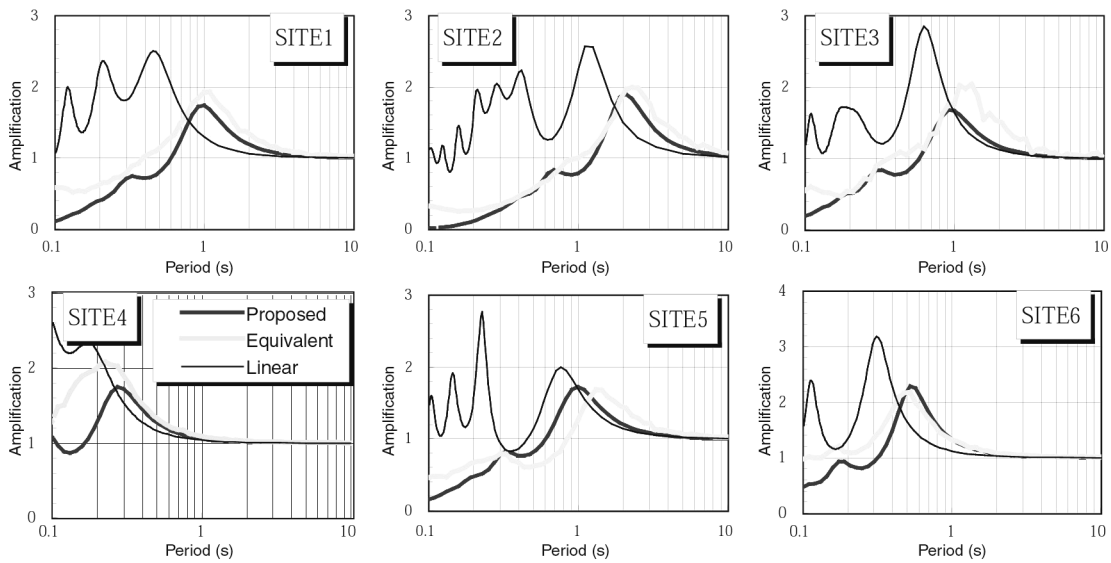 3
SITE1
2
Amplification
1
0
0.1
1
10
Period (s)
3
SITE2
2
Amplification
1
0
0.1
1
10
Period (s)
3
SITE3
2
Amplification
1
0
0.1
1
10
Period (s)
3
SITE4
Proposed
Equivalent
Linear
2
Amplification
1
0
0.1
1
10
Period (s)
3
SITE5
2
Amplification
1
0
0.1
1
10
Period (s)
4
SITE6
3
2
Amplification
1
0
0.1
1
10
Period (s)